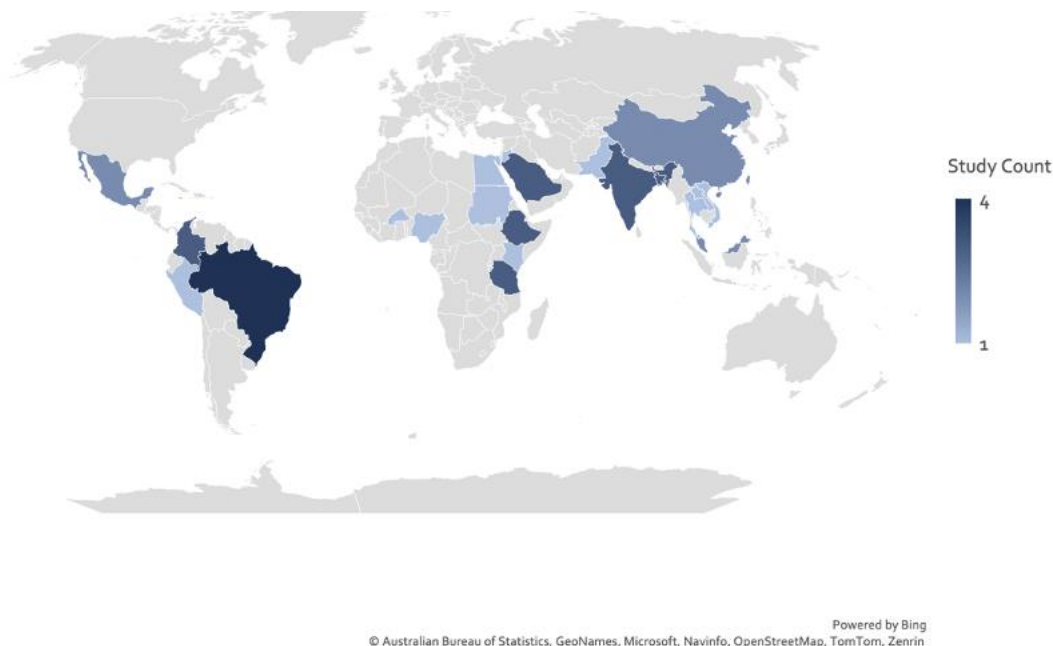 Study Count
4
1
Powered by Bing
© Australian Bureau of Statistics, GeoNames, Microsoft, Navinfo, OpenStreetMap, TomTom, Zenrin